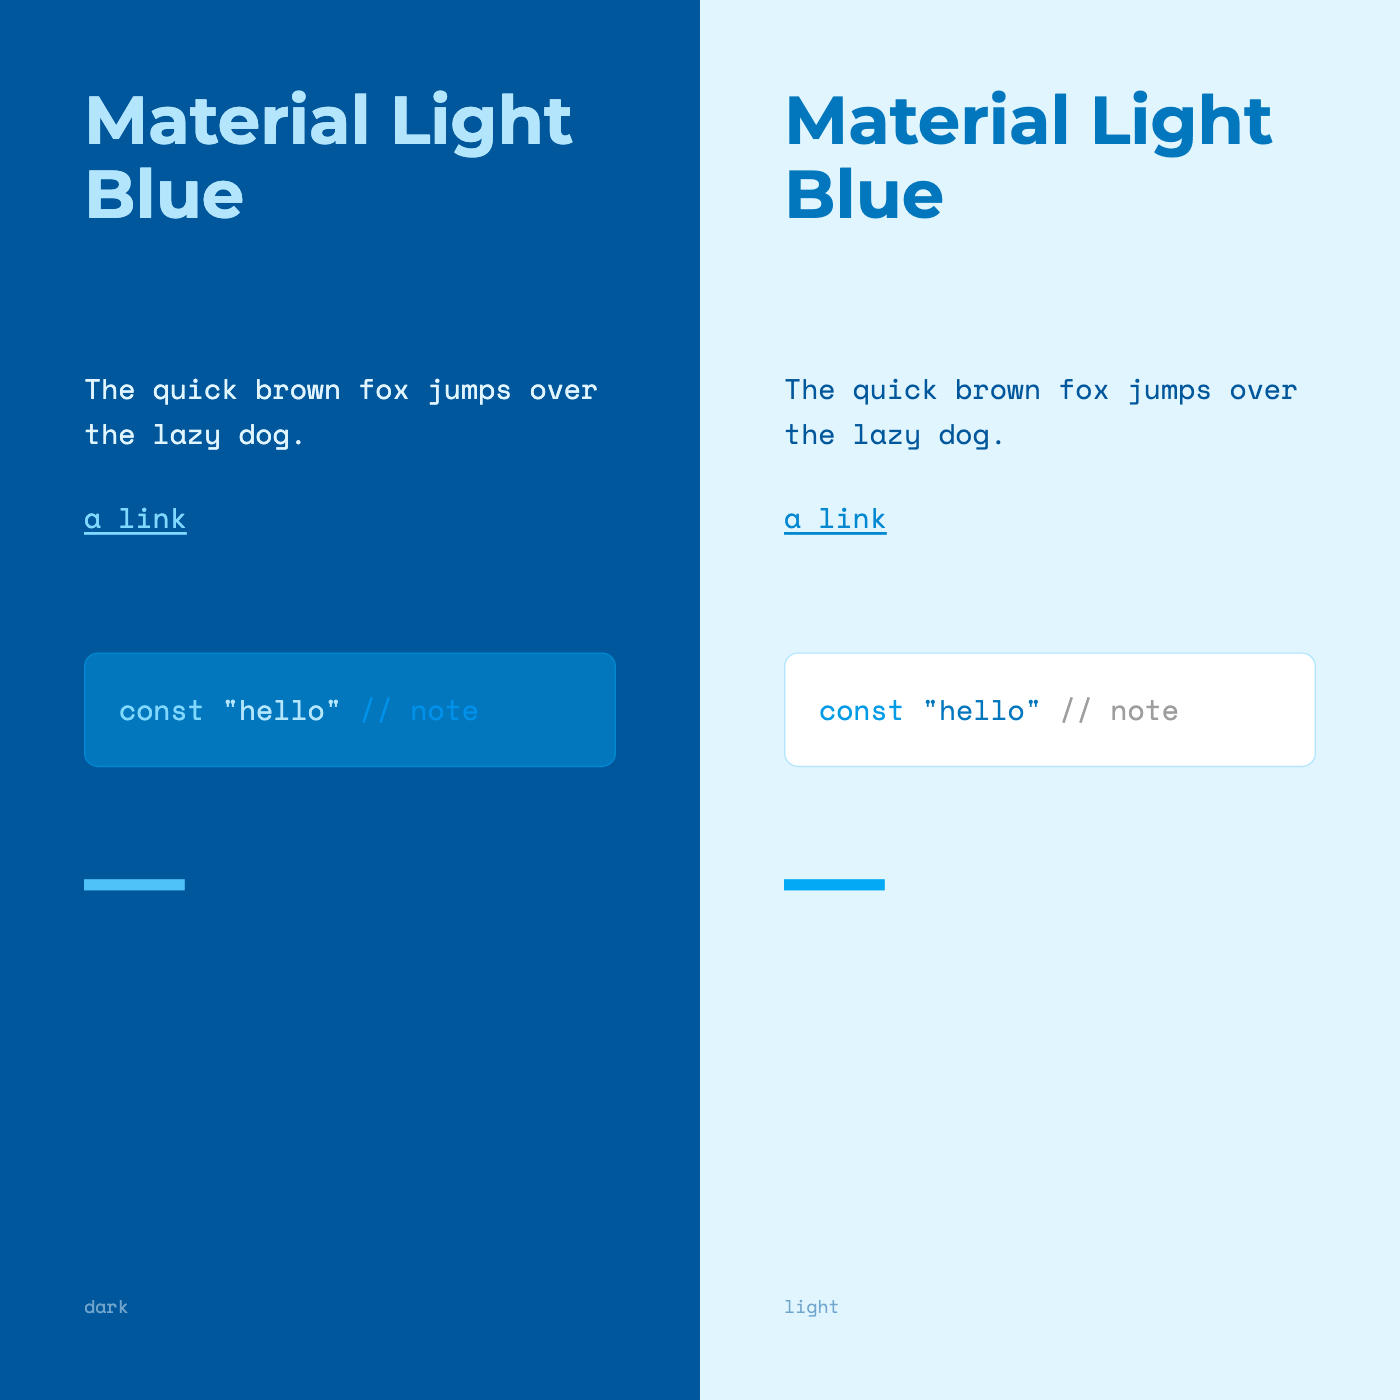 Material Light
Blue
The quick brown fox jumps over
the lazy dog.
a link
const "hello" // note
dark
Material Light
Blue
The quick brown fox jumps over
the lazy dog.
a link
const "hello" // note
light